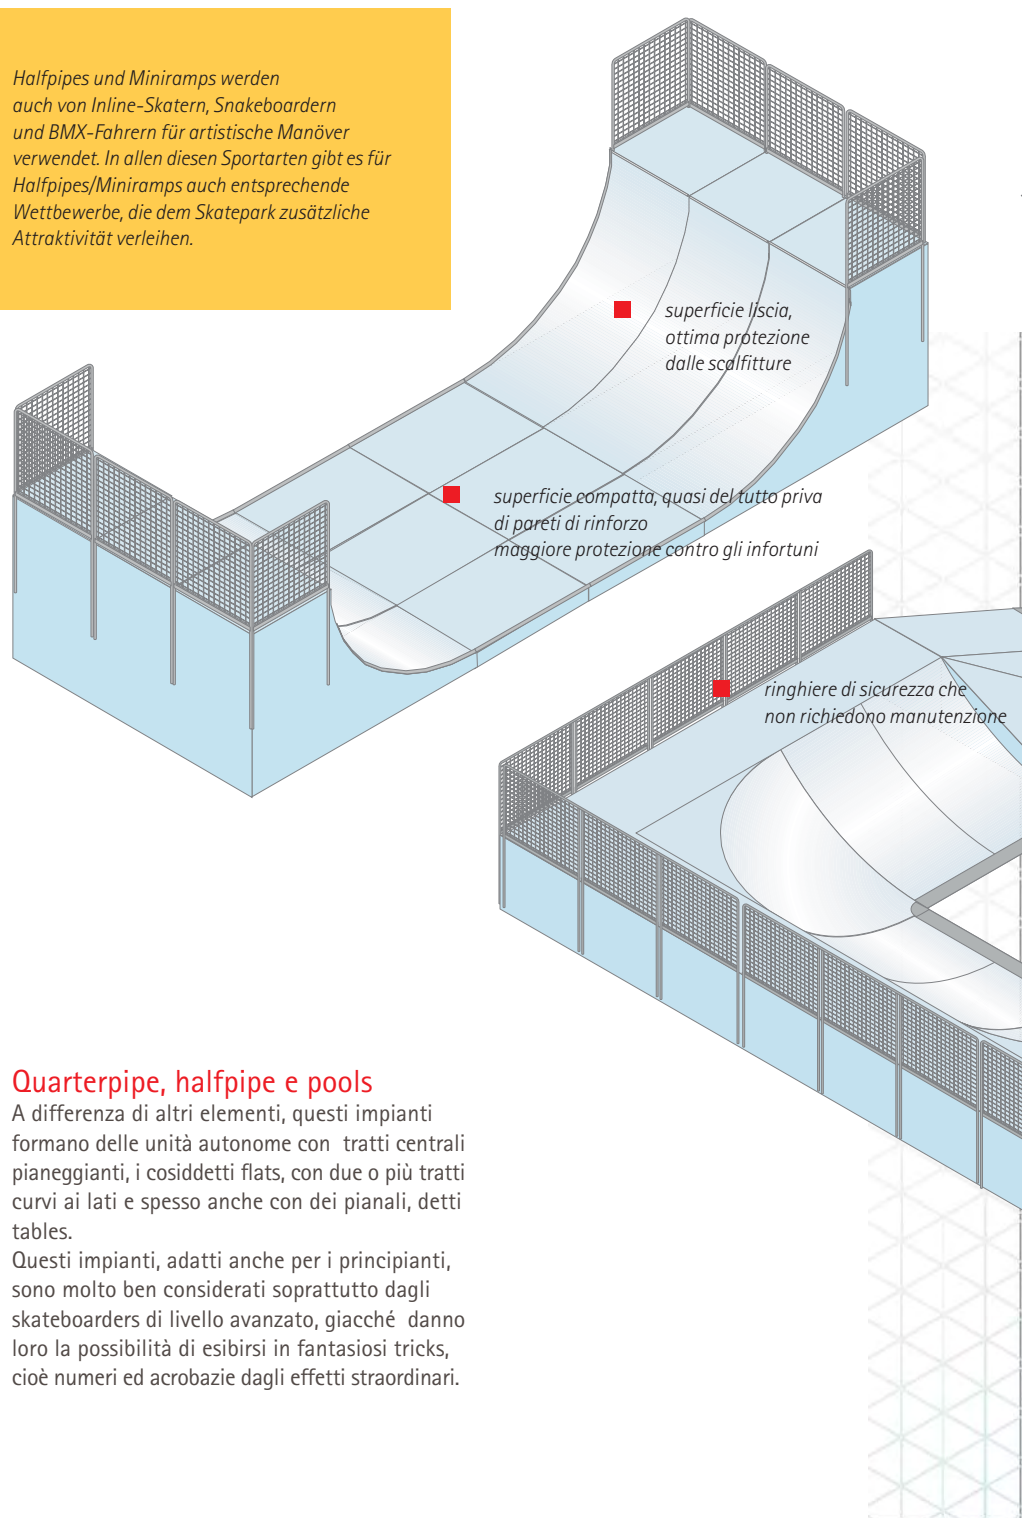 Halfpipes und Miniramps werden
auch von Inline-Skatern, Snakeboardern
und BMX-Fahrern für artistische Manöver
verwendet. In allen diesen Sportarten gibt es für
Halfpipes/Miniramps auch entsprechende
Wettbewerbe, die dem Skatepark zusätzliche
Attraktivität verleihen.
superficie liscia,
ottima protezione
dalle scalfitture
superficie compatta, quasi del tutto priva
di pareti di rinforzo
maggiore protezione contro gli infortuni
ringhiere di sicurezza che
non richiedono manutenzione
Quarterpipe, halfpipe e pools
A differenza di altri elementi, questi impianti
formano delle unità autonome con tratti centrali
pianeggianti, i cosiddetti flats, con due o più tratti
curvi ai lati e spesso anche con dei pianali, detti
tables.
Questi impianti, adatti anche per i principianti,
sono molto ben considerati soprattutto dagli
skateboarders di livello avanzato, giacché danno
loro la possibilità di esibirsi in fantasiosi tricks,
cioè numeri ed acrobazie dagli effetti straordinari.